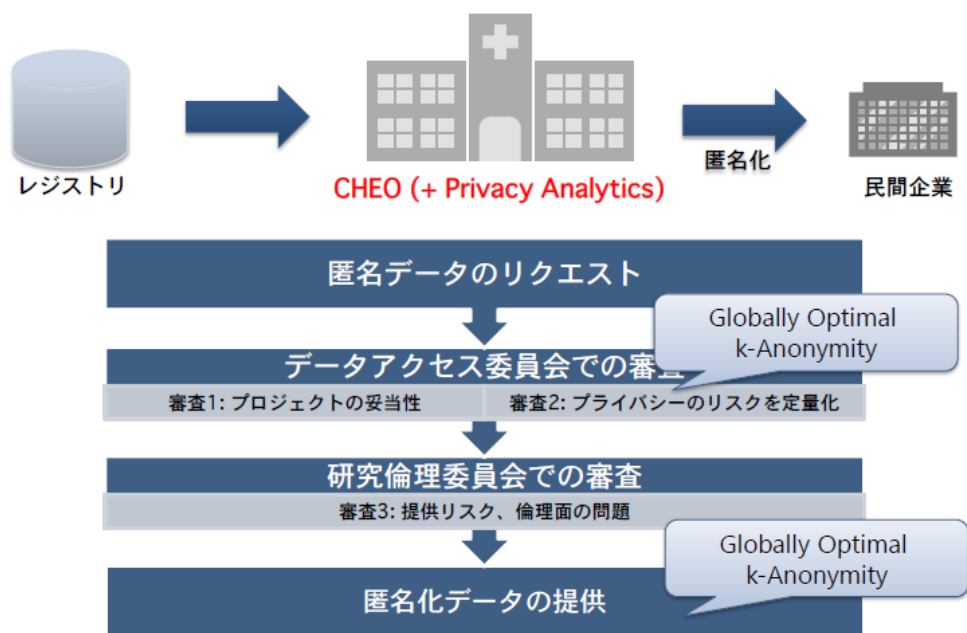 レジストリ
CHEO (+ Privacy Analytics)
匿名化
民間企業
匿名データのリクエスト
Globally Optimal
k-Anonymity
データアクセス委員会での審査
審査1: プロジェクトの妥当性
審査2: プライバシーのリスクを定量化
研究倫理委員会での審査
審査3: 提供リスク、倫理面の問題
Globally Optimal
k-Anonymity
匿名化データの提供